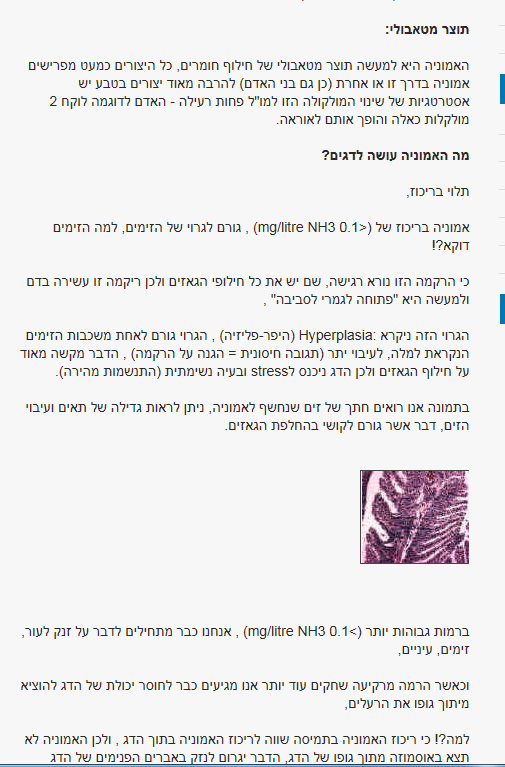 תוצר מטאבולי:
האמוניה היא למעשה תוצר מטאבולי של חילוף חומרים, כל היצורים כמעט מפרישים
אמוניה בדרך זו או אחרת (כן גם בני האדם) להרבה מאוד יצורים בטבע יש
אסטרטגיות של שינוי המולקולה הזו למו"ל פחות רעילה - האדם לדוגמה לוקח 2
מולקלות כאלה והופך אותם לאוראה.
מה האמוניה עושה לדגים?
תלוי בריכוז,
אמוניה בריכוז של (<0.1 mg/litre NH3) , גורם לגרוי של הזימים, למה הזימים
דוקא?!
כי הרקמה הזו נורא רגישה, שם יש את כל חילופי הגאזים ולכן ריקמה זו עשירה בדם
ולמעשה היא "פתוחה לגמרי לסביבה" ,
הגרוי הזה ניקרא :Hyperplasia (היפר-פליזיה) , הגרוי גורם לאחת משכבות הזימים
הנקראת למלה, לעיבוי יתר (תגובה חיסונית = הגנה על הרקמה) , הדבר מקשה מאוד
על חילוף הגאזים ולכן הדג ניכנס לstress ובעיה נשימתית (התנשמות מהירה).
בתמונה אנו רואים חתך של זים שנחשף לאמוניה, ניתן לראות גדילה של תאים ועיבוי
הזים, דבר אשר גורם לקושי בהחלפת הגאזים.
ברמות גבוהות יותר (>0.1 mg/litre NH3) , אנחנו כבר מתחילים לדבר על זנק לעור,
זימים, עיניים,
וכאשר הרמה מרקיעה שחקים עוד יותר אנו מגיעים כבר לחוסר יכולת של הדג להוציא
מיתוך גופו את הרעלים,
למה?! כי ריכוז האמוניה בתמיסה שווה לריכוז האמוניה בתוך הדג , ולכן האמוניה לא
תצא באוסמוזה מתוך גופו של הדג, הדבר יגרום לנזק באברים הפנימים של הדג